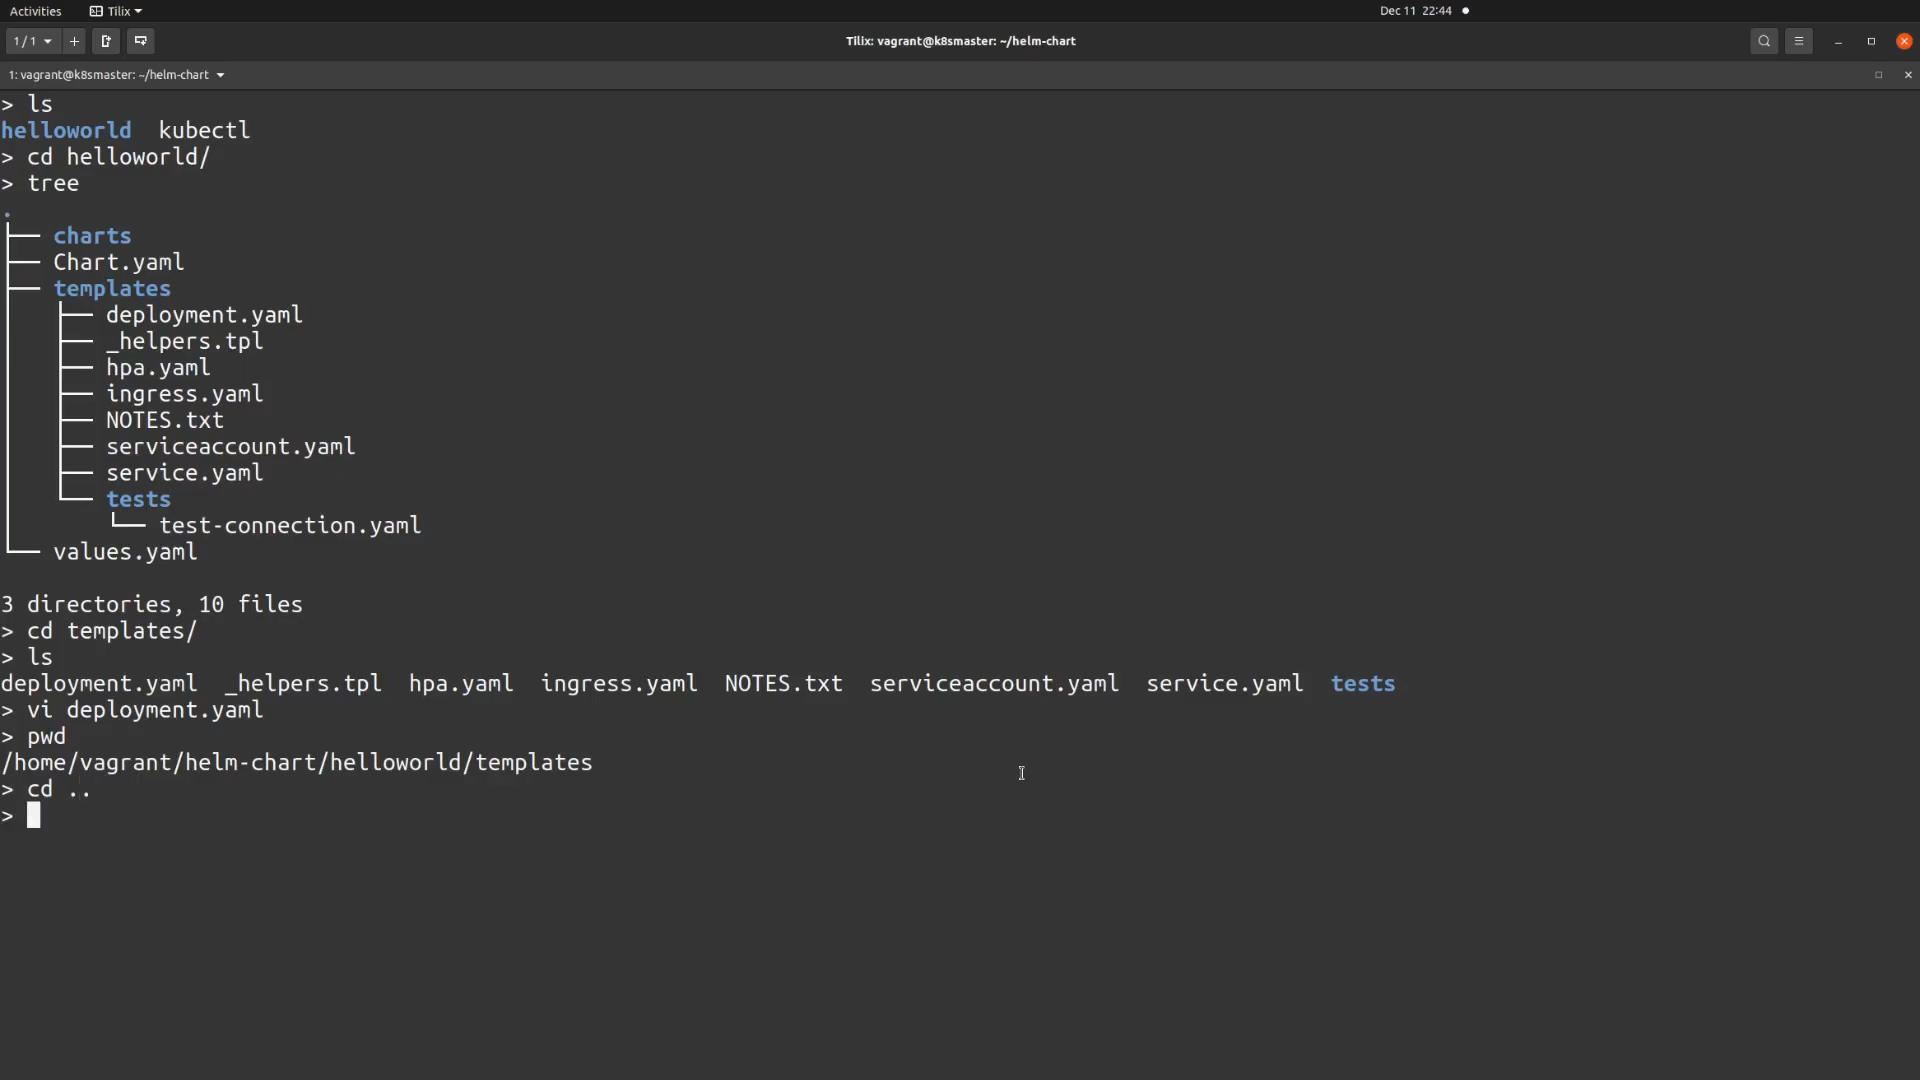 Activities Tilix Dec 11 22:44
1 / 1 Tilix: vagrant@k8smaster: ~/helm-chart
1: vagrant@k8smaster: ~/helm-chart
> ls
helloworld kubectl
> cd helloworld/
> tree
.
├── charts
├── Chart.yaml
├── templates
│   ├── deployment.yaml
│   ├── _helpers.tpl
│   ├── hpa.yaml
│   ├── ingress.yaml
│   ├── NOTES.txt
│   ├── serviceaccount.yaml
│   ├── service.yaml
│   └── tests
│       └── test-connection.yaml
└── values.yaml
3 directories, 10 files
> cd templates/
> ls
deployment.yaml _helpers.tpl hpa.yaml ingress.yaml NOTES.txt serviceaccount.yaml service.yaml tests
> vi deployment.yaml
> pwd
/home/vagrant/helm-chart/helloworld/templates
> cd ..
>